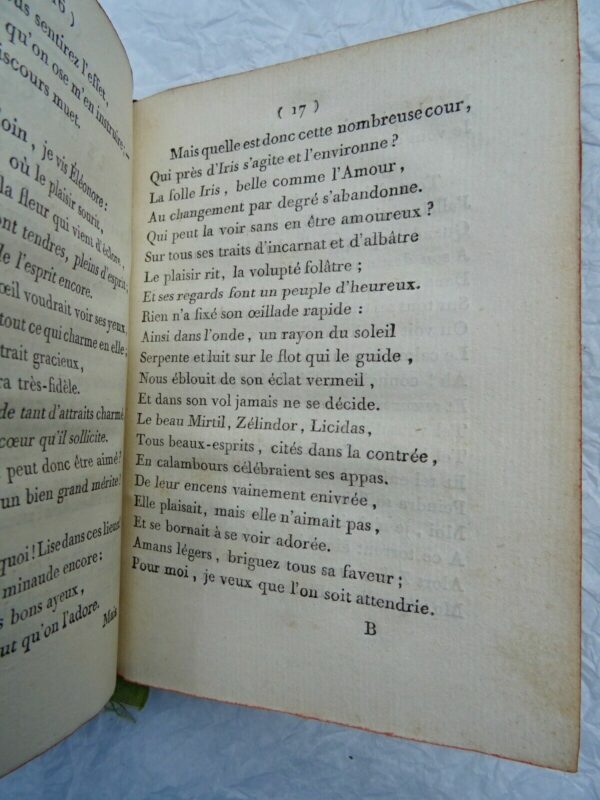 16 )
us sentirez l'effet,
qu'on ose m'en instruire ; —
iscours muet.
oin, je vis Éléonore :
où le plaisir sourit,
la fleur qui vient d'éclore,
ont tendres, pleins d'esprit ;
e l'esprit encore.
œil voudrait voir ses yeux,
tout ce qui charme en elle ;
trait gracieux,
ra très-fidèle.
de tant d'attraits charmé
cœur qu'il sollicite.
peut donc être aimé ?
un bien grand mérite !
quoi ! Lise dans ces lieux
minaude encore :
s bons ayeux,
ut qu'on l'adore.
Mais
( 17 )
Mais quelle est donc cette nombreuse cour,
Qui près d'Iris s'agite et l'environne ?
La folle Iris, belle comme l'Amour,
Au changement par degré s'abandonne.
Qui peut la voir sans en être amoureux ?
Sur tous ses traits d'incarnat et d'albâtre
Le plaisir rit, la volupté folâtre ;
Et ses regards font un peuple d'heureux.
Rien n'a fixé son œillade rapide :
Ainsi dans l'onde, un rayon du soleil
Serpente et luit sur le flot qui le guide,
Nous éblouit de son éclat vermeil,
Et dans son vol jamais ne se décide.
Le beau Mirtil, Zélindor, Licidas,
Tous beaux-esprits, cités dans la contrée,
En calambours célébraient ses appas.
De leur encens vainement enivrée,
Elle plaisait, mais elle n'aimait pas,
Et se bornait à se voir adorée.
Amans légers, briguez tous sa faveur ;
Pour moi, je veux que l'on soit attendrie.
B